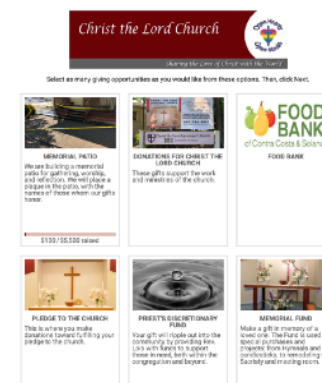 Christ the Lord Church
Open Hearts
Open Minds
Sharing the Love of Christ with the World
Select as many giving opportunities as you would like from these options. Then, click Next.
MEMORIAL PATIO
We are building a memorial
patio for gathering, worship,
and reflection. We will place a
plaque in the patio, with the
names of those whom our gifts
honor.
$100 / $5,500 raised
DONATIONS FOR CHRIST THE
LORD CHURCH
These gifts support the work
and ministries of the church.
FOOD
BANK
of Contra Costa & Solano
FOOD BANK
PLEDGE TO THE CHURCH
This is where you make
donations toward fulfilling your
pledge to the church.
PRIEST'S DISCRETIONARY
FUND
Your gift will ripple out into the
community by providing Rev.
with funds to support
those in need, both within the
congregation and beyond.
MEMORIAL FUND
Make a gift in memory of a
loved one. The Fund is used
special purchases and
projects: from Hymnals and
candlesticks, to remodeling
Sacristy and meeting room.